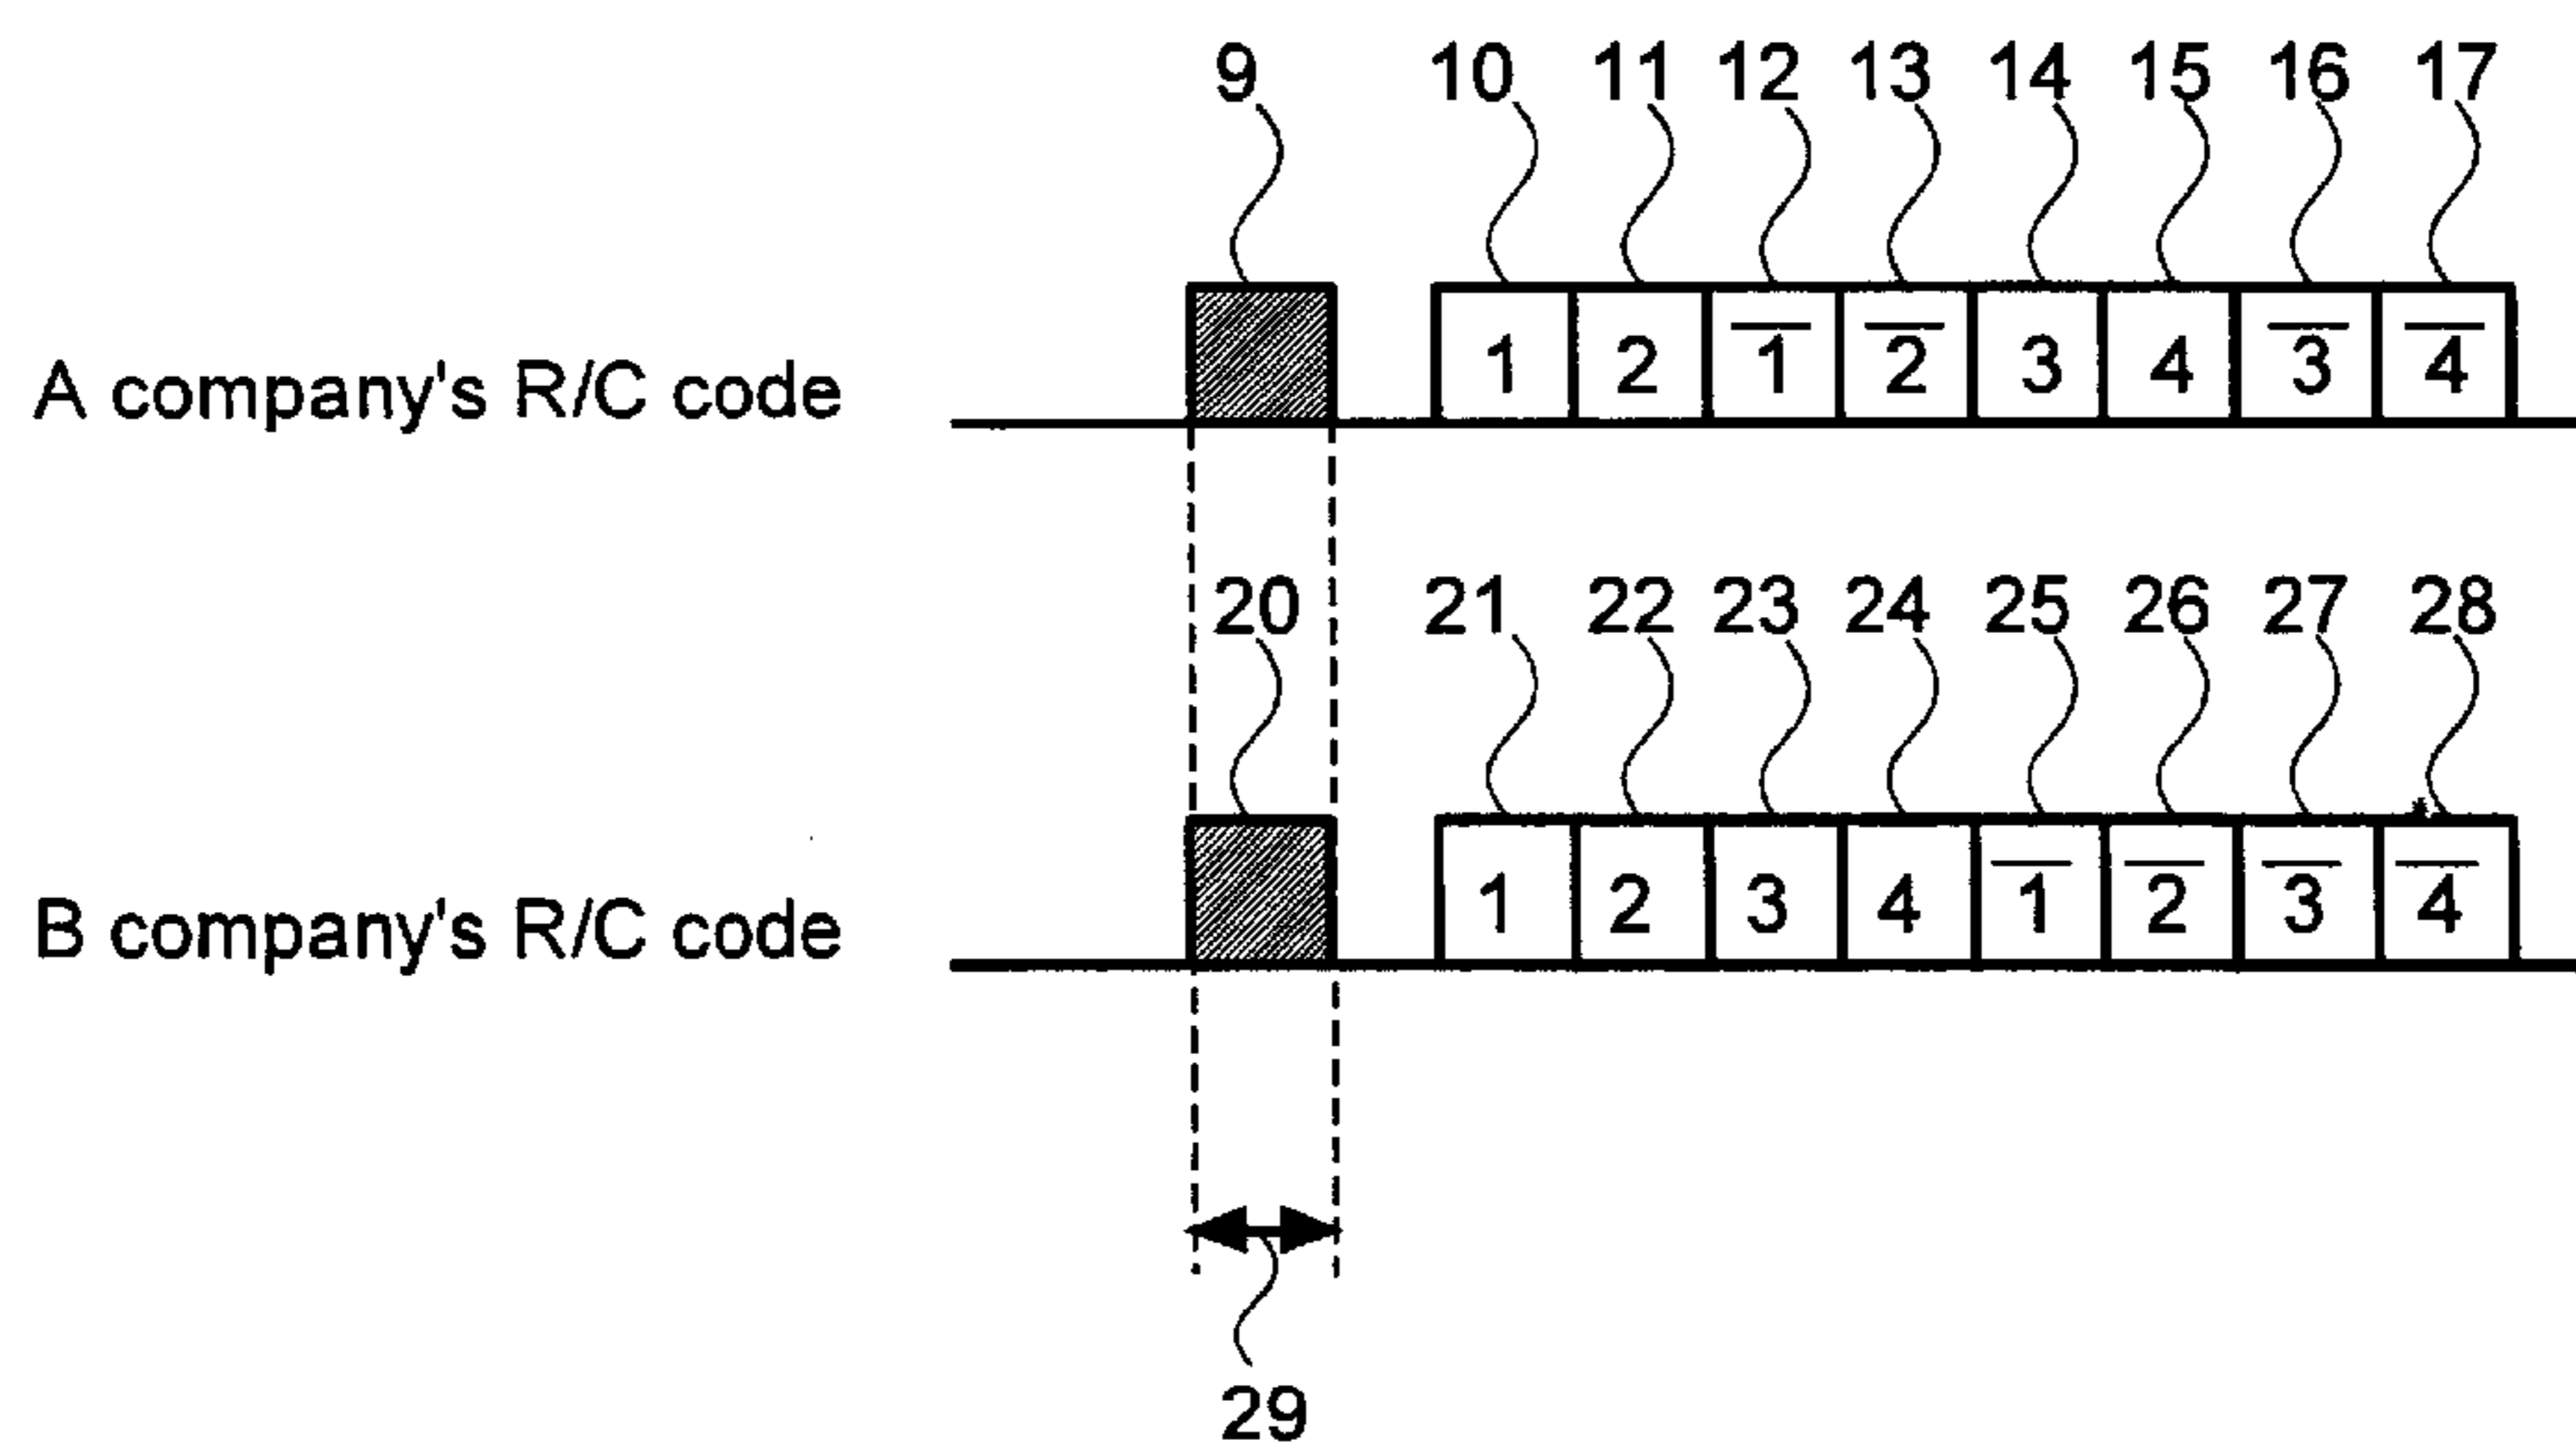 9 10 11 12 13 14 15 16 17
A company's R/C code 1 2 1̅ 2̅ 3 4 3̅ 4̅
20 21 22 23 24 25 26 27 28
B company's R/C code 1 2 3 4 1̅ 2̅ 3̅ 4̅
29